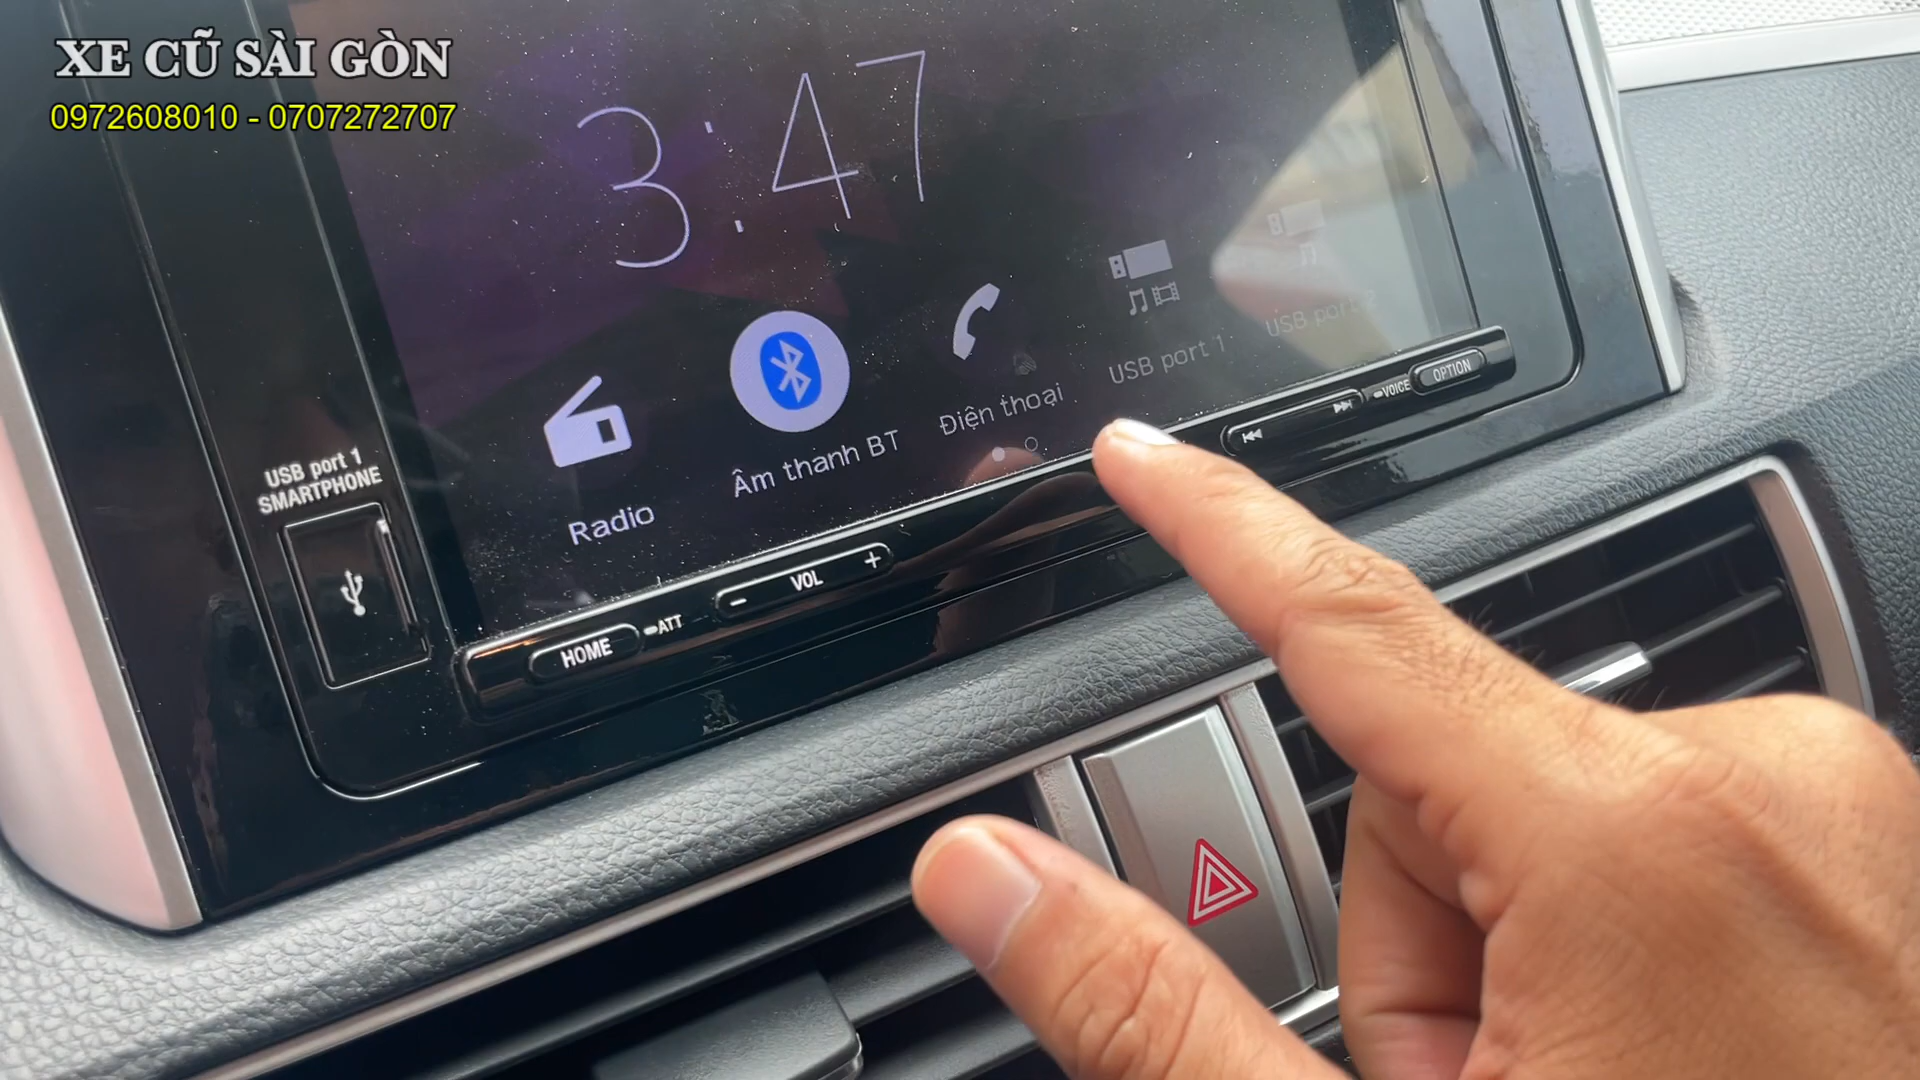 XE CŨ SÀI GÒN
0972608010 - 0707272707
3:47
Radio
Âm thanh BT
Điện thoại
USB port 1
USB port 2
USB port 1
SMARTPHONE
HOME
ATT
- VOL +
VOICE
OPTION